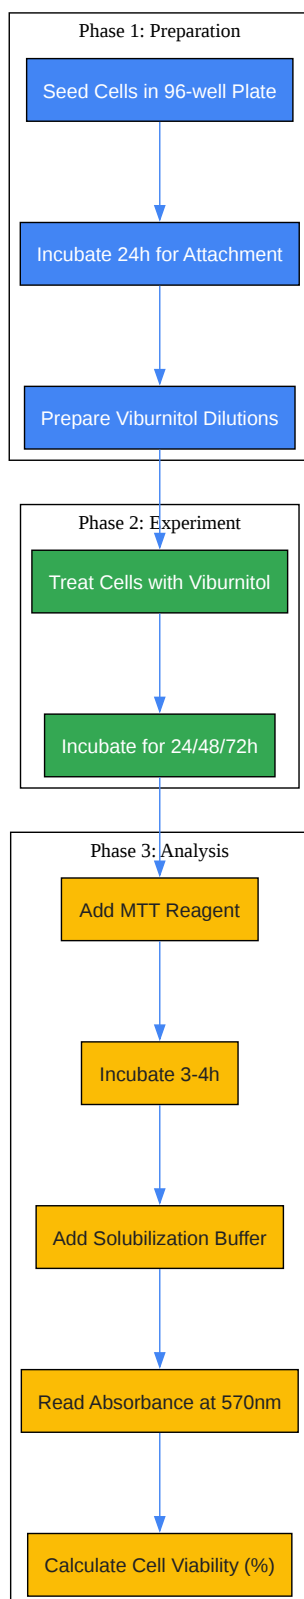 Phase 1: Preparation
Seed Cells in 96-well Plate
Incubate 24h for Attachment
Prepare Viburnitol Dilutions
Phase 2: Experiment
Treat Cells with Viburnitol
Incubate for 24/48/72h
Phase 3: Analysis
Add MTT Reagent
Incubate 3-4h
Add Solubilization Buffer
Read Absorbance at 570nm
Calculate Cell Viability (%)